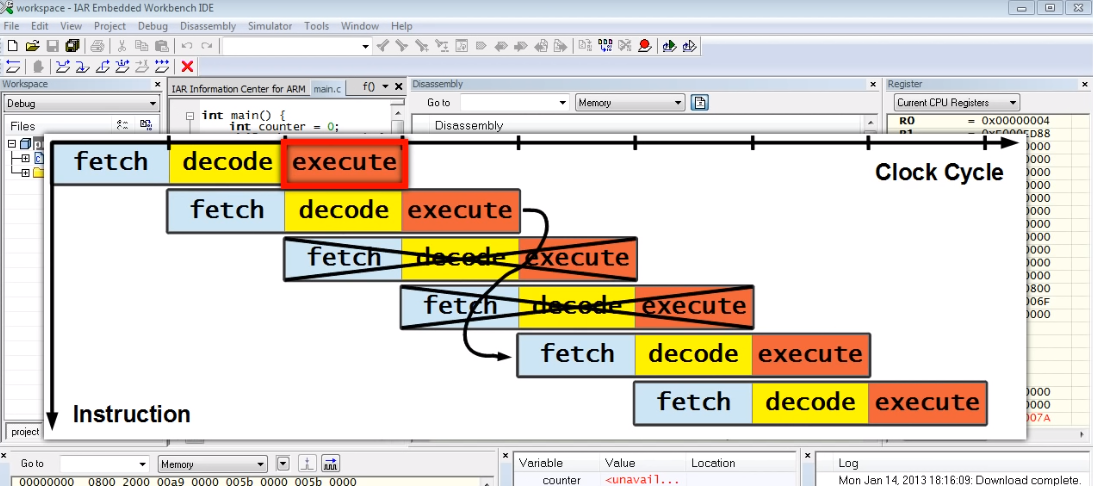 workspace - IAR Embedded Workbench IDE
File Edit View Project Debug Disassembly Simulator Tools Window Help
Workspace
Debug
Files
IAR Information Center for ARM main.c f()
int main() {
int counter = 0;
Disassembly
Go to Memory
Disassembly
Register
Current CPU Registers
R0 = 0x00000004
fetch decode execute
Clock Cycle
fetch decode execute
fetch decode execute
fetch decode execute
fetch decode execute
fetch decode execute
Instruction
project
Go to Memory
00000000 0800 2000 00a9 0000 005b 0000 005b 0000
Variable Value Location
counter <unavail...
Log
Mon Jan 14, 2013 18:16:09: Download complete.